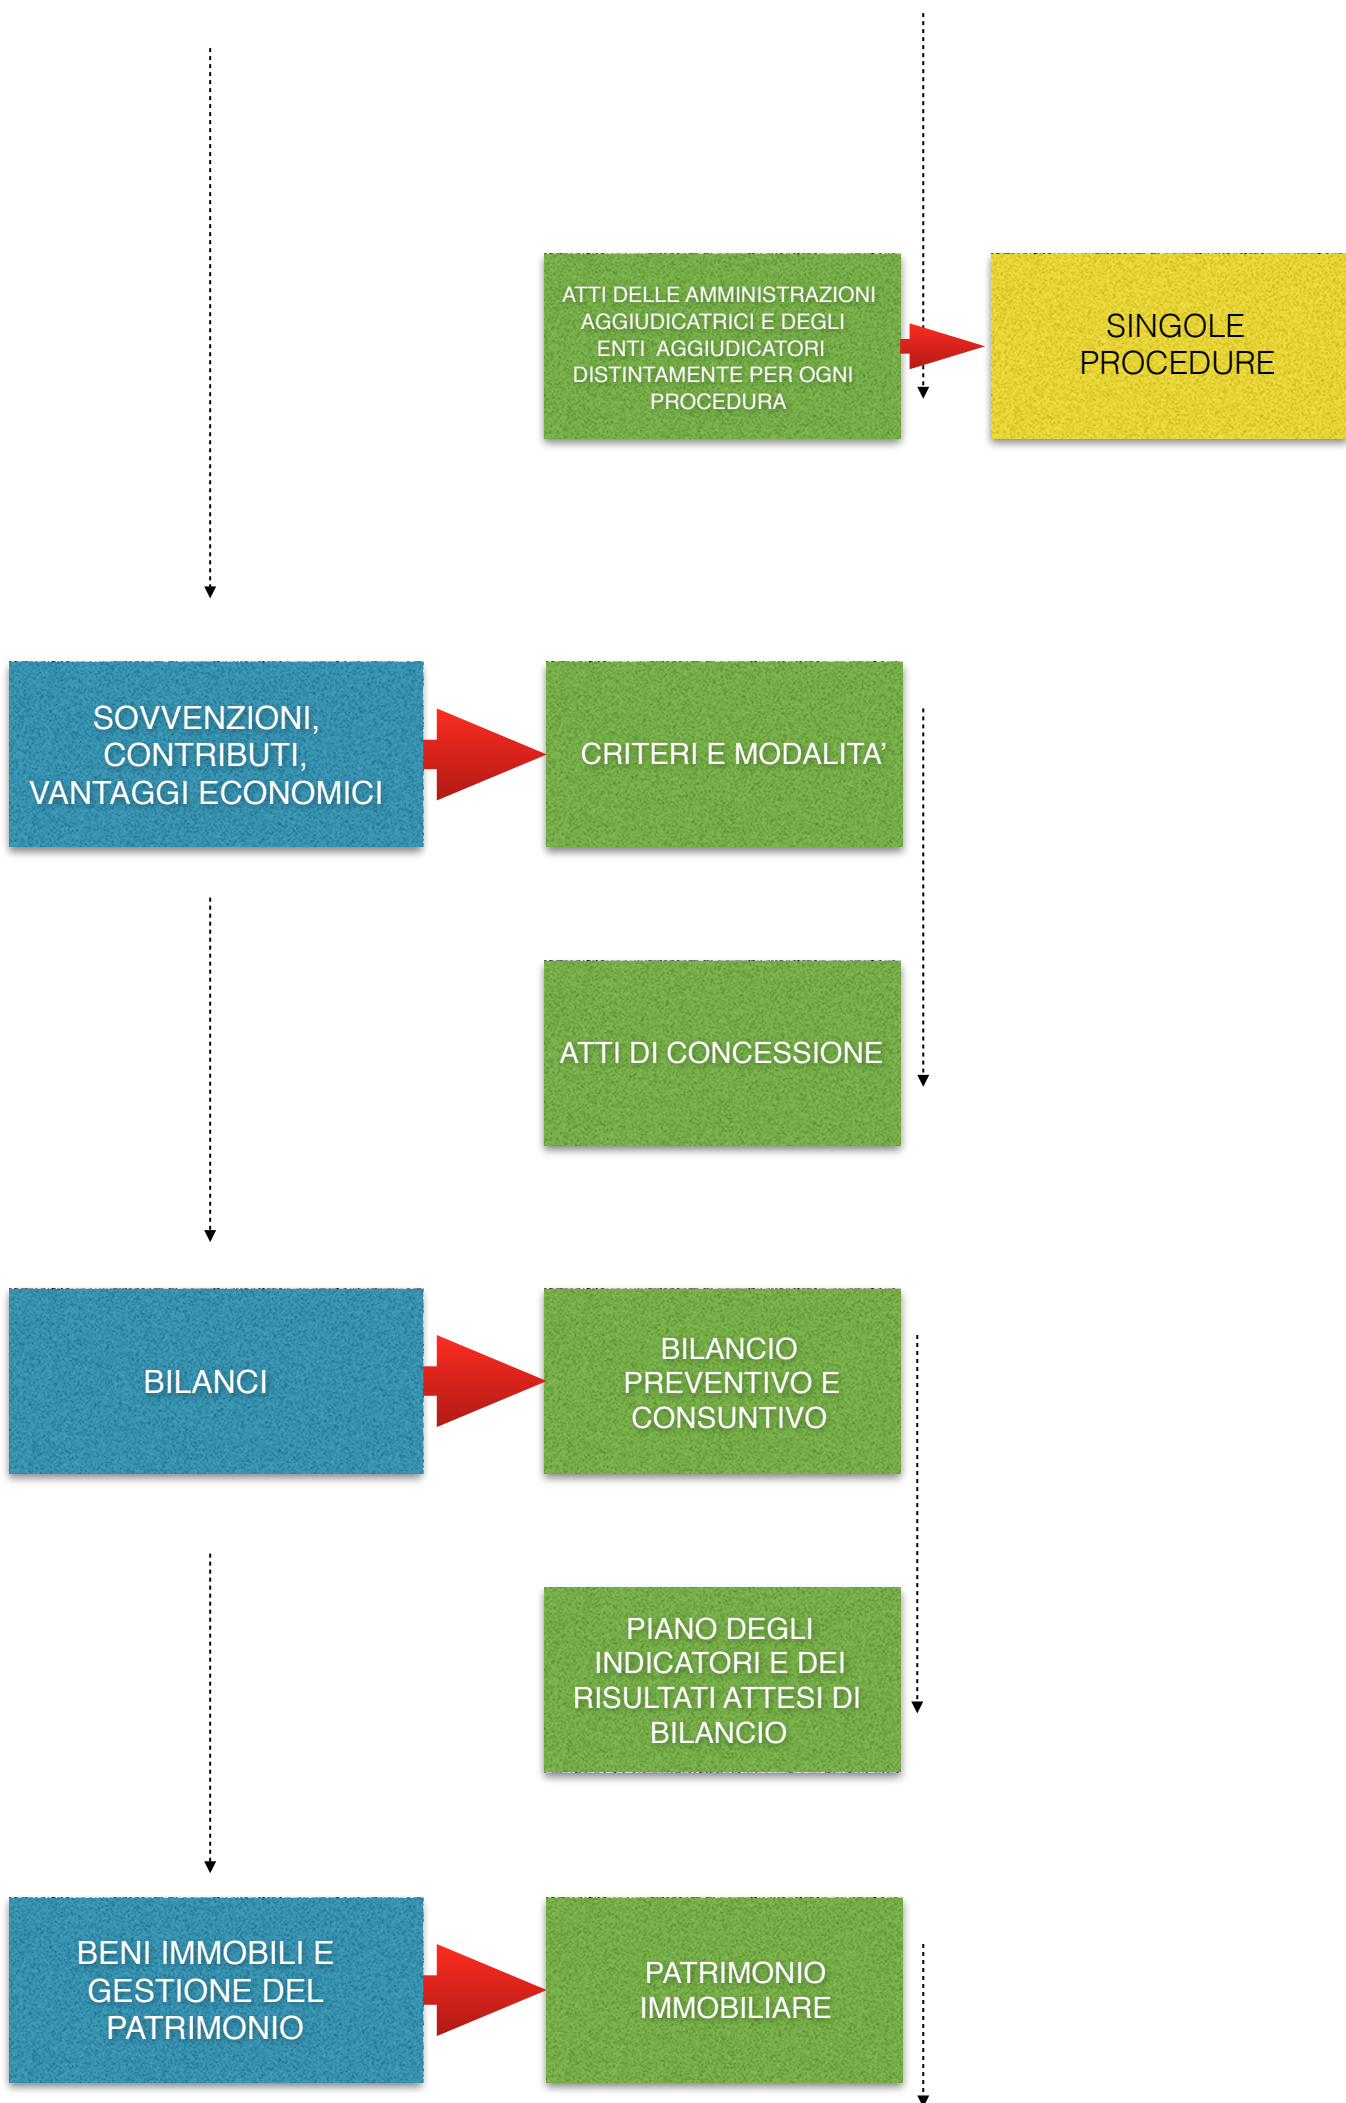 ATTI DELLE AMMINISTRAZIONI
AGGIUDICATRICI E DEGLI
ENTI  AGGIUDICATORI
DISTINTAMENTE PER OGNI
PROCEDURA
SINGOLE
PROCEDURE
SOVVENZIONI,
CONTRIBUTI,
VANTAGGI ECONOMICI
CRITERI E MODALITA’
ATTI DI CONCESSIONE
BILANCI
BILANCIO
PREVENTIVO E
CONSUNTIVO
PIANO DEGLI
INDICATORI E DEI
RISULTATI ATTESI DI
BILANCIO
BENI IMMOBILI E
GESTIONE DEL
PATRIMONIO
PATRIMONIO
IMMOBILIARE